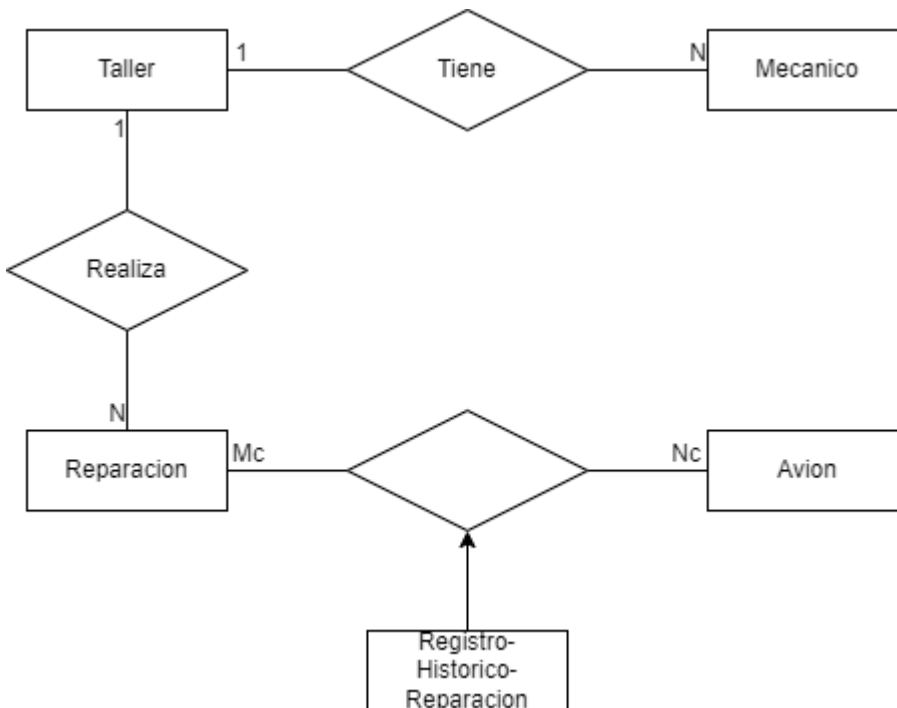 Taller
1
Tiene
N
Mecanico
1
Realiza
N
Reparacion
Mc
Nc
Avion
Registro-
Historico-
Reparacion